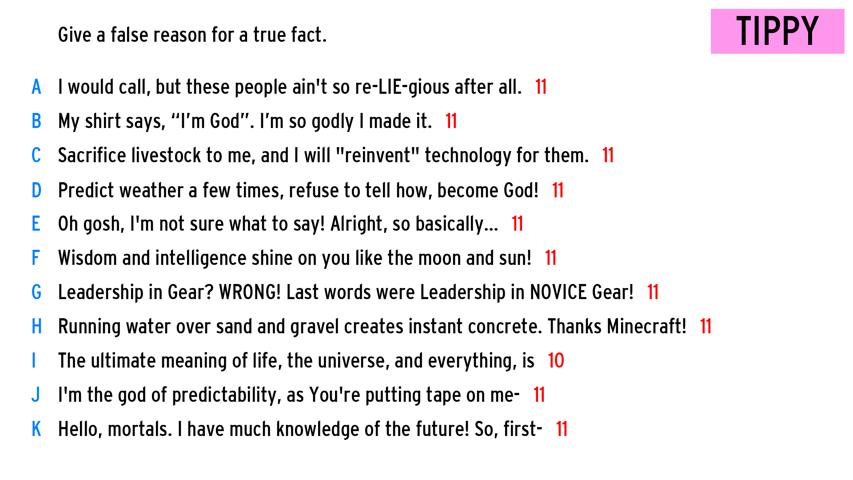 Give a false reason for a true fact.
TIPPY
A I would call, but these people ain't so re-LIE-gious after all. 11
B My shirt says, “I’m God”. I’m so godly I made it. 11
C Sacrifice livestock to me, and I will "reinvent" technology for them. 11
D Predict weather a few times, refuse to tell how, become God! 11
E Oh gosh, I'm not sure what to say! Alright, so basically... 11
F Wisdom and intelligence shine on you like the moon and sun! 11
G Leadership in Gear? WRONG! Last words were Leadership in NOVICE Gear! 11
H Running water over sand and gravel creates instant concrete. Thanks Minecraft! 11
I The ultimate meaning of life, the universe, and everything, is 10
J I'm the god of predictability, as You're putting tape on me- 11
K Hello, mortals. I have much knowledge of the future! So, first- 11